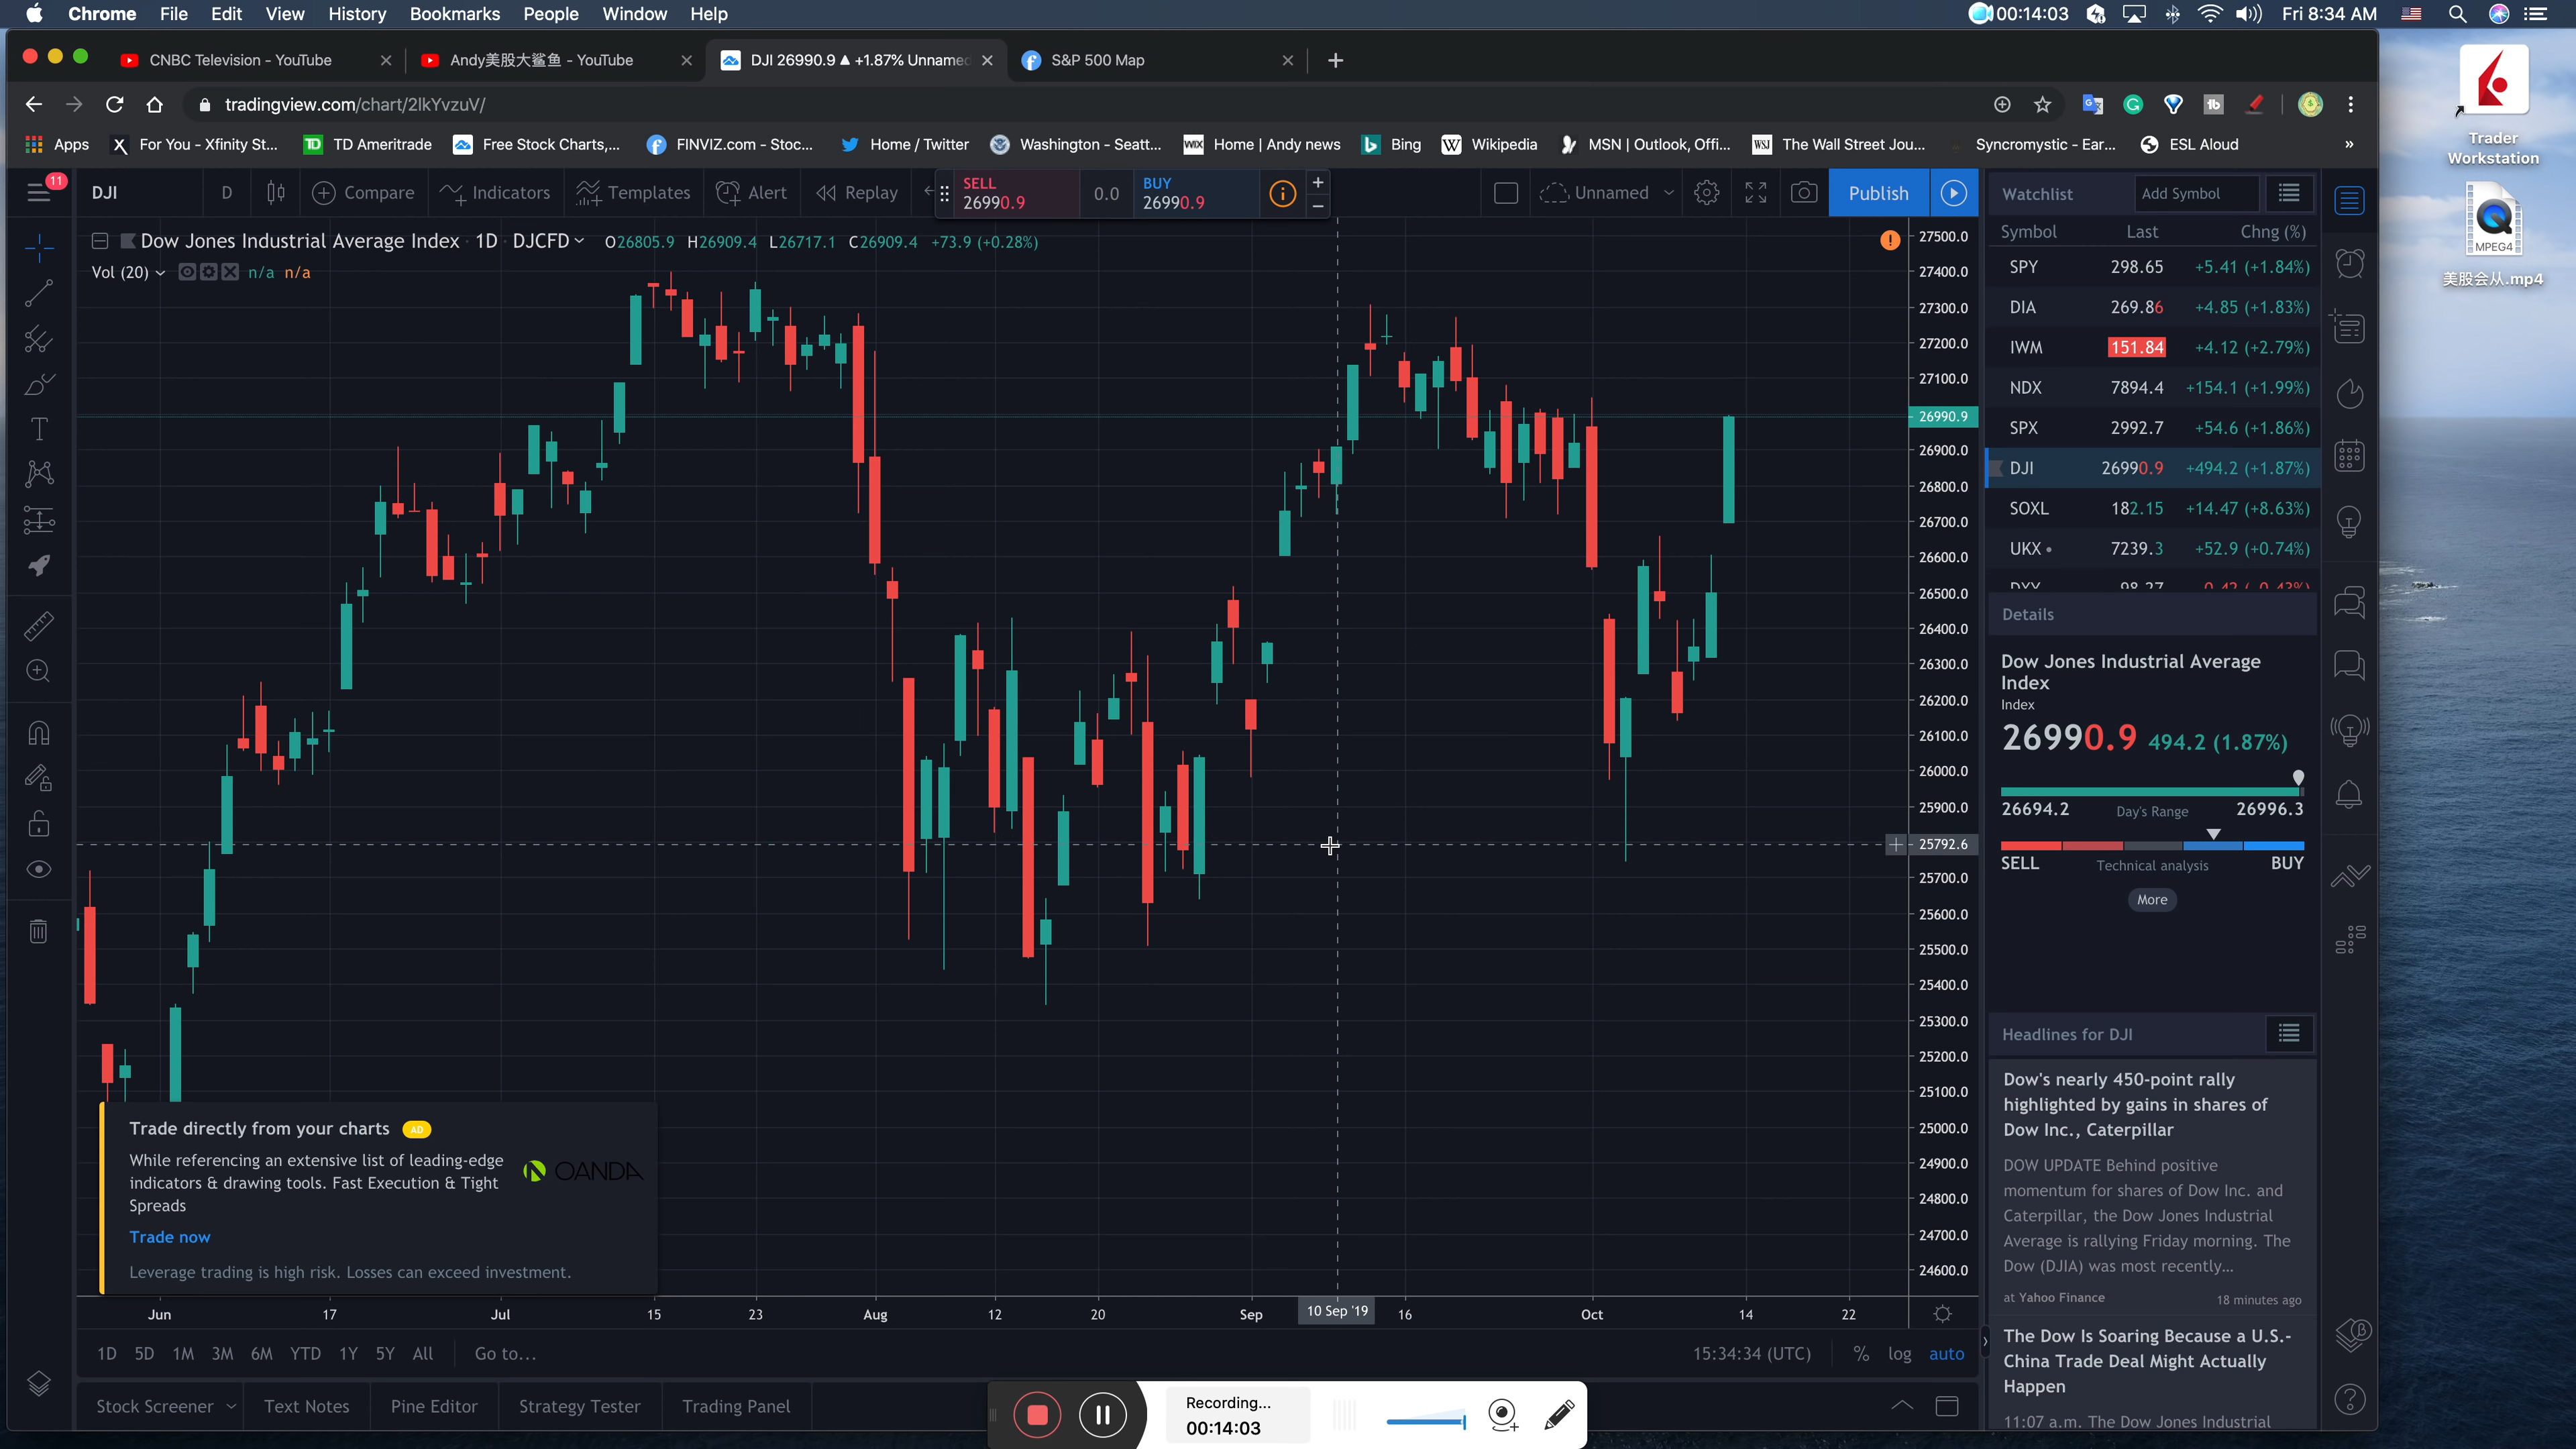 Chrome File Edit View History Bookmarks People Window Help
00:14:03 Fri 8:34 AM
CNBC Television - YouTube
Andy美股大鲨鱼 - YouTube
DJI 26990.9 ▲ +1.87% Unnamed
S&P 500 Map
tradingview.com/chart/2lkYvzuV/
Apps For You - Xfinity St... TD Ameritrade Free Stock Charts,... FINVIZ.com - Stoc... Home / Twitter Washington - Seatt... Home | Andy news Bing Wikipedia MSN | Outlook, Offi... The Wall Street Jou... Syncromystic - Ear... ESL Aloud »
Trader
Workstation
MPEG4
美股会从.mp4
11
DJI D Compare Indicators Templates Alert Replay
SELL
26990.9
0.0
BUY
26990.9
Unnamed Publish
Dow Jones Industrial Average Index · 1D · DJCFD O26805.9 H26909.4 L26717.1 C26909.4 +73.9 (+0.28%)
Vol (20) n/a n/a
27500.0
27400.0
27300.0
27200.0
27100.0
26990.9
26900.0
26800.0
26700.0
26600.0
26500.0
26400.0
26300.0
26200.0
26100.0
26000.0
25900.0
25792.6
25700.0
25600.0
25500.0
25400.0
25300.0
25200.0
25100.0
25000.0
24900.0
24800.0
24700.0
24600.0
Trade directly from your charts AD
While referencing an extensive list of leading-edge
indicators & drawing tools. Fast Execution & Tight
Spreads
OANDA
Trade now
Leverage trading is high risk. Losses can exceed investment.
Jun 17 Jul 15 23 Aug 12 20 Sep 10 Sep '19 16 Oct 14 22
1D 5D 1M 3M 6M YTD 1Y 5Y All Go to...
15:34:34 (UTC) % log auto
Stock Screener Text Notes Pine Editor Strategy Tester Trading Panel
Recording...
00:14:03
Watchlist Add Symbol
Symbol Last Chng (%)
SPY 298.65 +5.41 (+1.84%)
DIA 269.86 +4.85 (+1.83%)
IWM 151.84 +4.12 (+2.79%)
NDX 7894.4 +154.1 (+1.99%)
SPX 2992.7 +54.6 (+1.86%)
DJI 26990.9 +494.2 (+1.87%)
SOXL 182.15 +14.47 (+8.63%)
UKX 7239.3 +52.9 (+0.74%)
DXY 98.27 -0.42 (-0.43%)
Details
Dow Jones Industrial Average
Index
Index
26990.9 494.2 (1.87%)
26694.2 Day's Range 26996.3
SELL Technical analysis BUY
More
Headlines for DJI
Dow's nearly 450-point rally
highlighted by gains in shares of
Dow Inc., Caterpillar
DOW UPDATE Behind positive
momentum for shares of Dow Inc. and
Caterpillar, the Dow Jones Industrial
Average is rallying Friday morning. The
Dow (DJIA) was most recently...
at Yahoo Finance 18 minutes ago
The Dow Is Soaring Because a U.S.-
China Trade Deal Might Actually
Happen
11:07 a.m. The Dow Jones Industrial